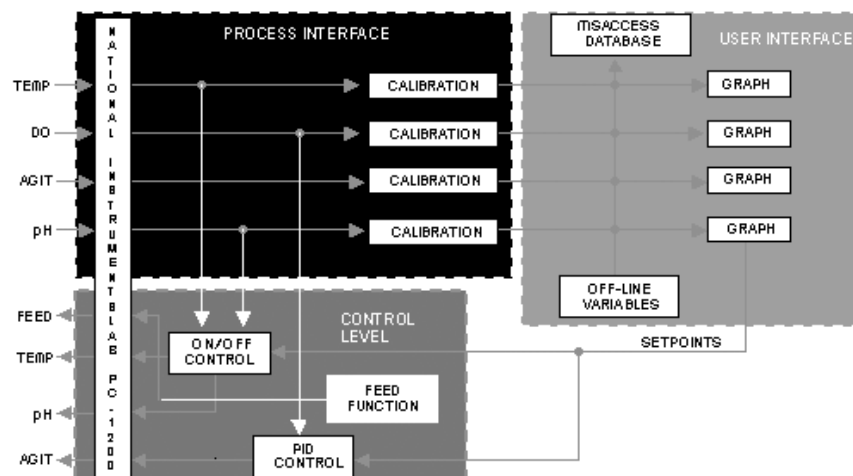 PROCESS INTERFACE
MSACCESS
DATABASE
USER INTERFACE
NATIONAL INSTRUMENTSLAB PC-1200
TEMP
CALIBRATION
GRAPH
DO
CALIBRATION
GRAPH
AGIT
CALIBRATION
GRAPH
pH
CALIBRATION
GRAPH
OFF-LINE
VARIABLES
FEED
CONTROL
LEVEL
ON/OFF
CONTROL
SETPOINTS
TEMP
FEED
FUNCTION
pH
PID
CONTROL
AGIT